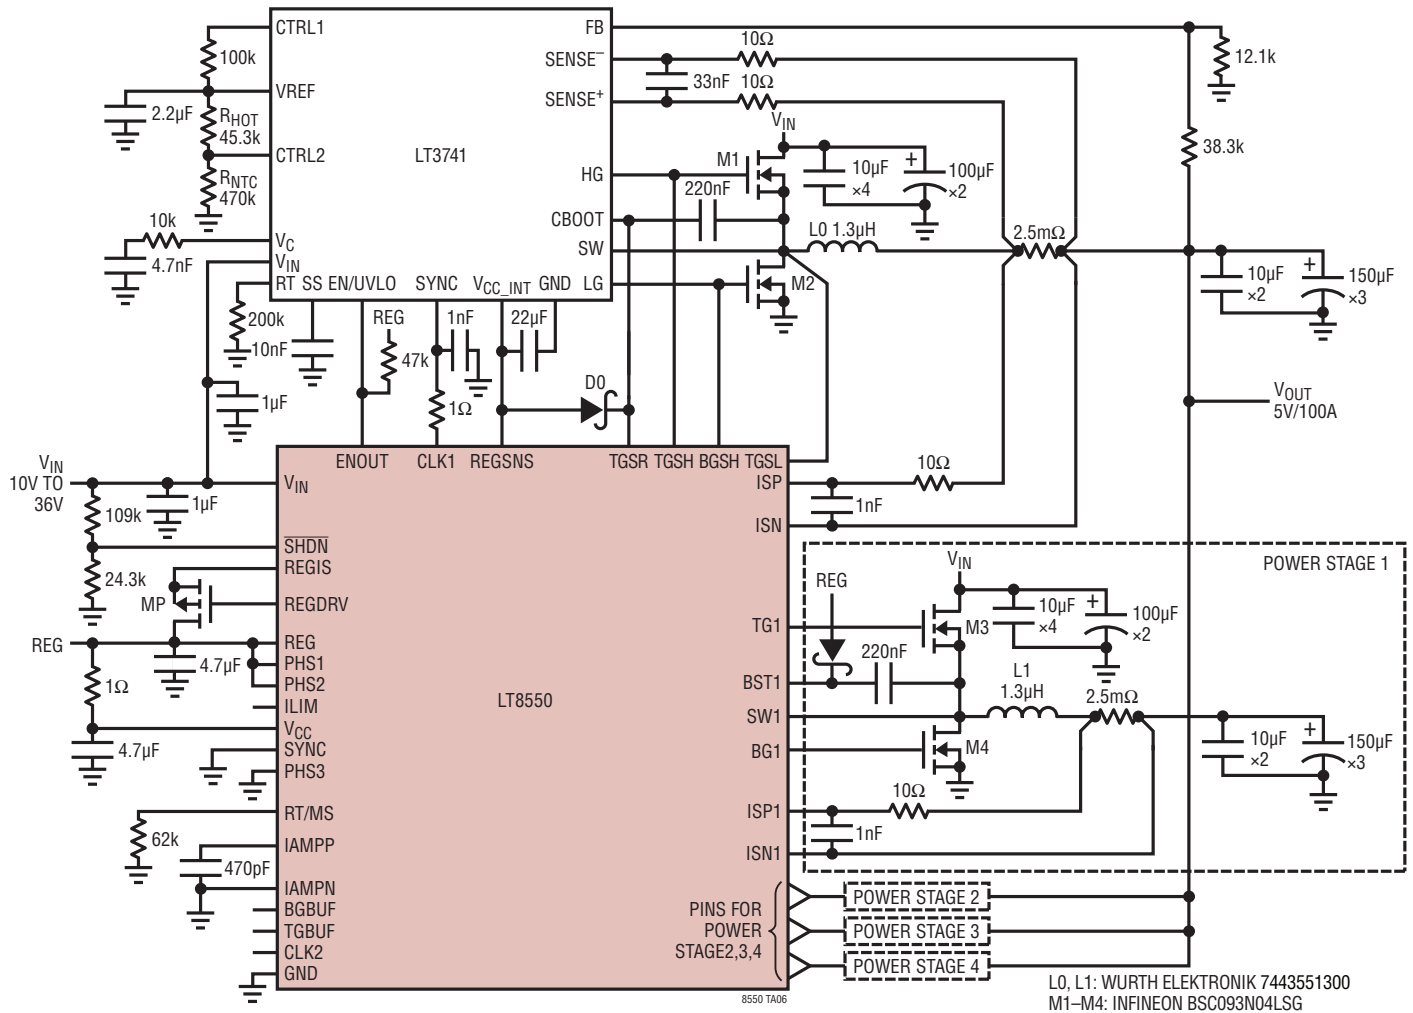 CTRL1
FB
100k
SENSE–
10Ω
12.1k
33nF
VREF
2.2µF
SENSE+
10Ω
RHOT
45.3k
CTRL2
LT3741
RNTC
470k
VIN
M1
10µF
×4
+
100µF
×2
38.3k
HG
220nF
CBOOT
10k
VC
4.7nF
VIN
SW
L0 1.3µH
2.5mΩ
RT
SS
EN/UVLO
SYNC
VCC_INT
GND
LG
M2
10µF
×2
+
150µF
×3
200k
10nF
REG
47k
1nF
22µF
1µF
1Ω
D0
VOUT
5V/100A
VIN
10V TO
36V
ENOUT
CLK1
REGSNS
TGSR
TGSH
BGSH
TGSL
VIN
1µF
109k
ISP
10Ω
1nF
ISN
SHDN
24.3k
REGIS
MP
REGDRV
POWER STAGE 1
REG
VIN
TG1
M3
10µF
×4
+
100µF
×2
REG
REG
4.7µF
PHS1
PHS2
1Ω
ILIM
LT8550
220nF
BST1
L1
1.3µH
2.5mΩ
SW1
VCC
4.7µF
SYNC
PHS3
BG1
M4
10µF
×2
+
150µF
×3
RT/MS
62k
IAMPP
470pF
IAMPN
ISP1
10Ω
1nF
ISN1
BGBUF
TGBUF
CLK2
GND
PINS FOR
POWER
STAGE2,3,4
POWER STAGE 2
POWER STAGE 3
POWER STAGE 4
8550 TA06
L0, L1: WURTH ELEKTRONIK 7443551300
M1–M4: INFINEON BSC093N04LSG